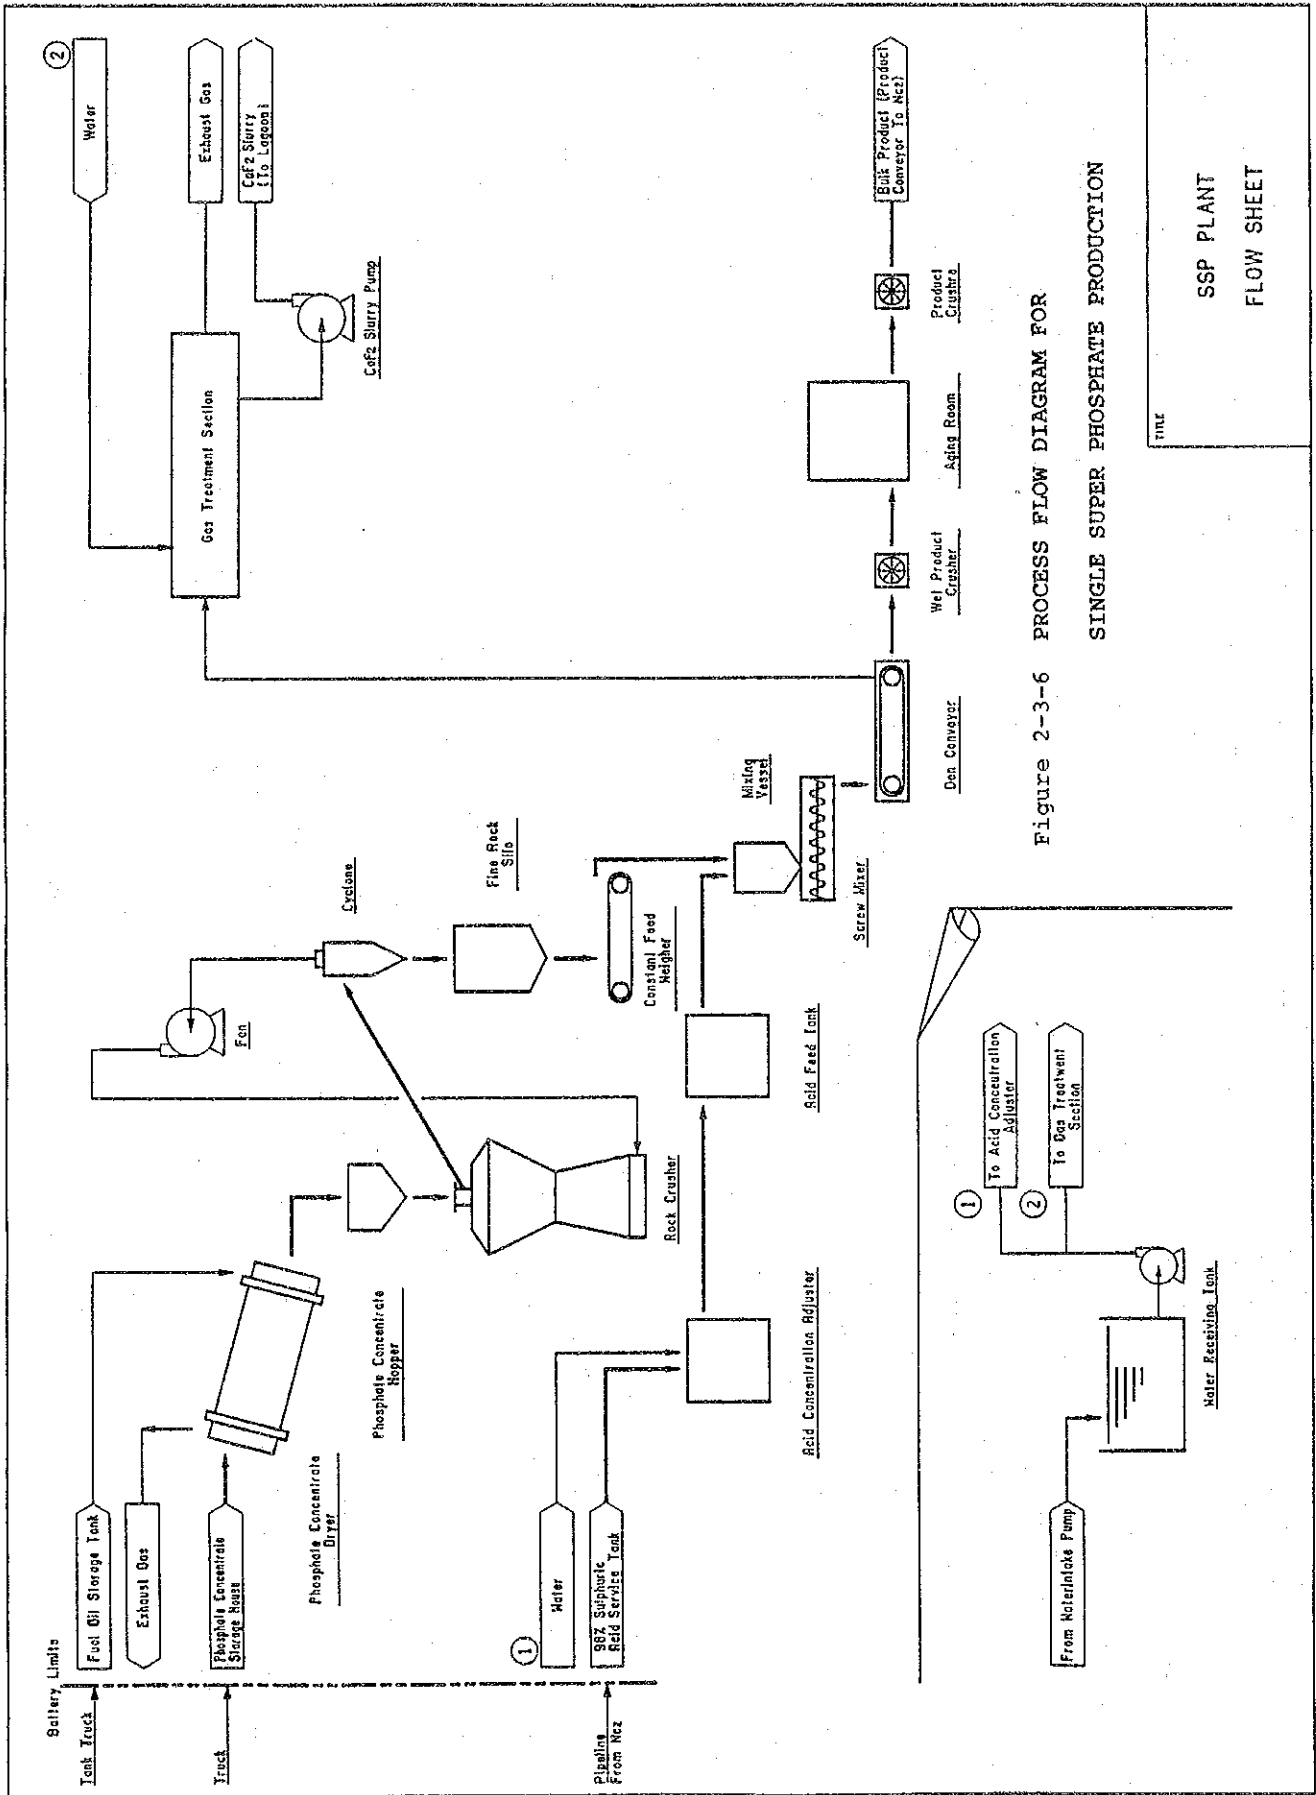 Battery Limits
Tank Truck
Fuel Oil Storage Tank
Exhaust Gas
Truck
Phosphate Concentrate
Storage House
Phosphate Concentrate
Dryer
1
Water
Pipeline
From Ncz
98% Sulphuric
Acid Service Tank
Phosphate Concentrate
Hopper
Rock Crusher
Fan
Cyclone
Fine Rock
Silo
Constant Feed
Weigher
Acid Concentration Adjuster
Acid Feed Tank
Mixing
Vessel
Screw Mixer
Den Conveyor
Wet Product
Crusher
Aging Room
Product
Crushre
Bulk Product (Product
Conveyor To Ncz)
2
Water
Exhaust Gas
CaF2 Slurry
(To Lagoon)
Gas Treatment Section
CaF2 Slurry Pump
From WaterIntake Pump
Water Receiving Tank
1
To Acid Conceutrallon
Adjuster
2
To Gas Treatwent
Section
Figure 2-3-6 PROCESS FLOW DIAGRAM FOR
SINGLE SUPER PHOSPHATE PRODUCTION
TITLE
SSP PLANT
FLOW SHEET